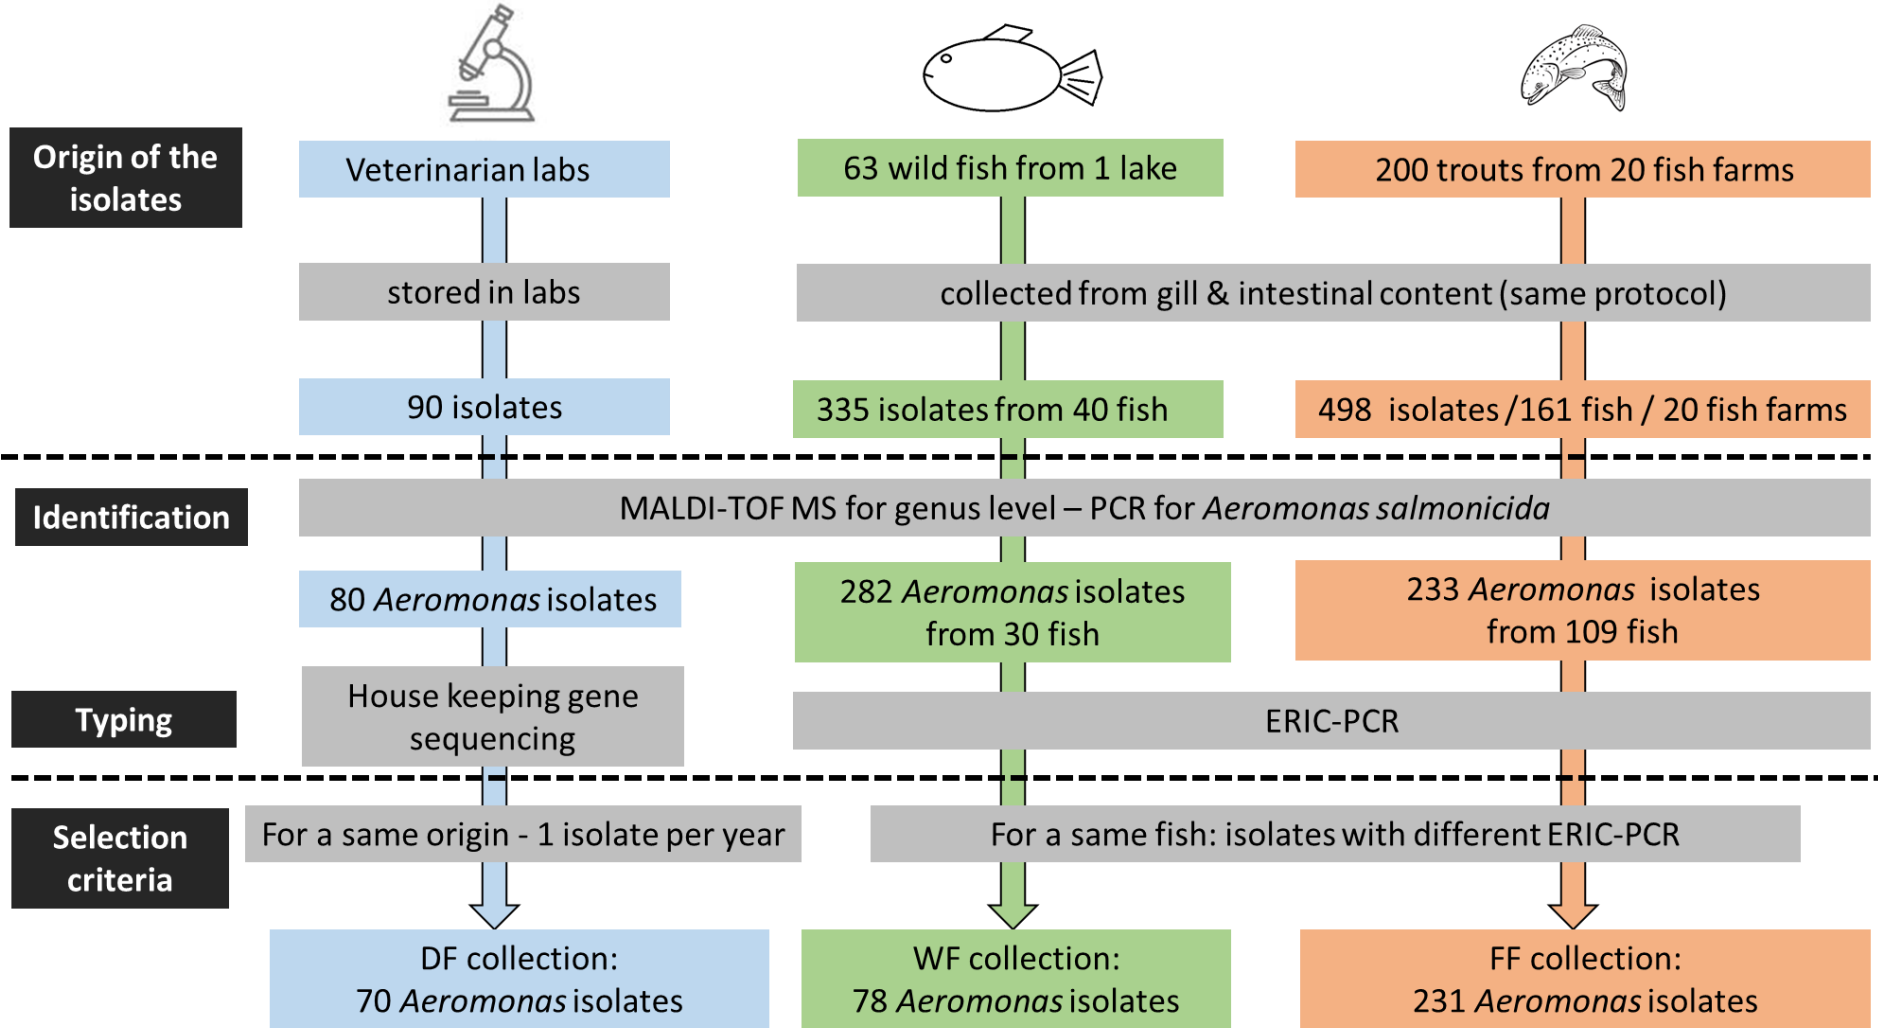 Origin of the
isolates
Veterinarian labs
63 wild fish from 1 lake
200 trouts from 20 fish farms
stored in labs
collected from gill & intestinal content (same protocol)
90 isolates
335 isolates from 40 fish
498 isolates /161 fish / 20 fish farms
Identification
MALDI-TOF MS for genus level – PCR for Aeromonas salmonicida
80 Aeromonas isolates
282 Aeromonas isolates
from 30 fish
233 Aeromonas isolates
from 109 fish
Typing
House keeping gene
sequencing
ERIC-PCR
Selection
criteria
For a same origin - 1 isolate per year
For a same fish: isolates with different ERIC-PCR
DF collection:
70 Aeromonas isolates
WF collection:
78 Aeromonas isolates
FF collection:
231 Aeromonas isolates